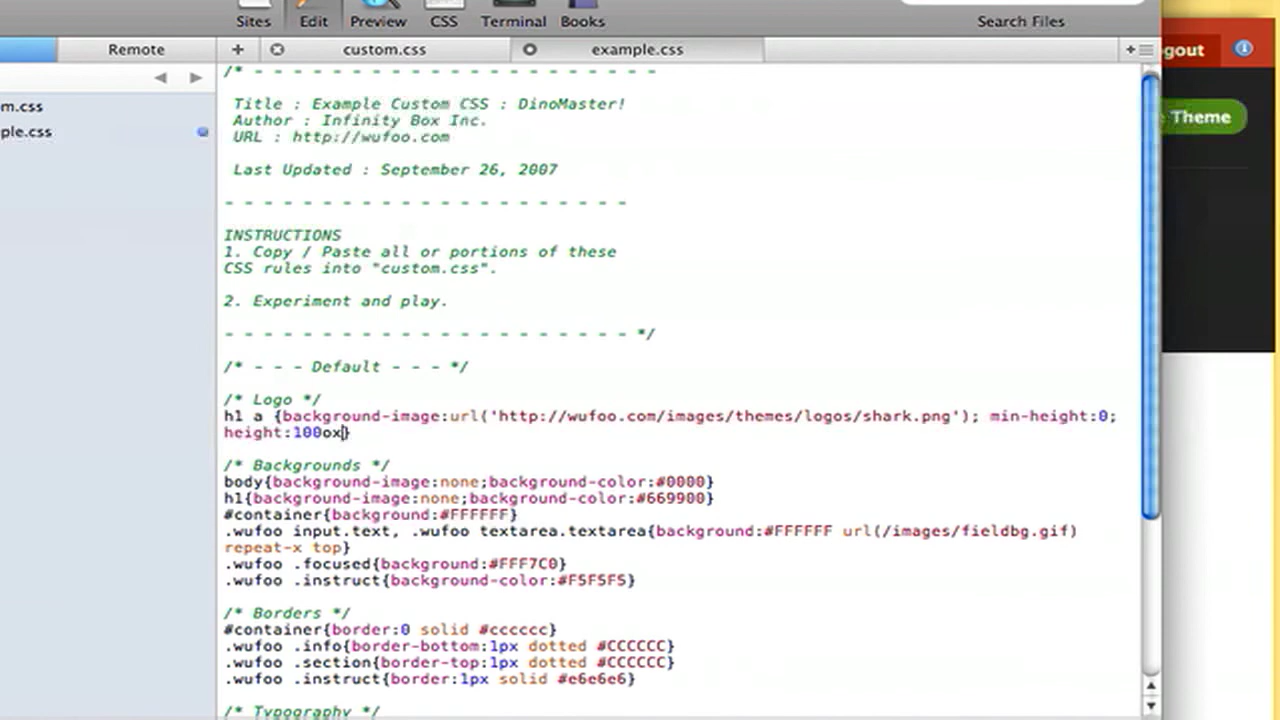 Sites Edit Preview CSS Terminal Books Search Files
Remote + custom.css example.css +
gout
m.css
ple.css
Theme
/* - - - - - - - - - - - - - - - - - - - - -
Title : Example Custom CSS : DinoMaster!
Author : Infinity Box Inc.
URL : http://wufoo.com
Last Updated : September 26, 2007
- - - - - - - - - - - - - - - - - - - - -
INSTRUCTIONS
1. Copy / Paste all or portions of these
CSS rules into "custom.css".
2. Experiment and play.
- - - - - - - - - - - - - - - - - - - - - */
/* - - - Default - - - */
/* Logo */
h1 a {background-image:url('http://wufoo.com/images/themes/logos/shark.png'); min-height:0;
height:100ox}
/* Backgrounds */
body{background-image:none;background-color:#0000}
h1{background-image:none;background-color:#669900}
#container{background:#FFFFFF}
.wufoo input.text, .wufoo textarea.textarea{background:#FFFFFF url(/images/fieldbg.gif)
repeat-x top}
.wufoo .focused{background:#FFF7C0}
.wufoo .instruct{background-color:#F5F5F5}
/* Borders */
#container{border:0 solid #cccccc}
.wufoo .info{border-bottom:1px dotted #CCCCCC}
.wufoo .section{border-top:1px dotted #CCCCCC}
.wufoo .instruct{border:1px solid #e6e6e6}
/* Typography */